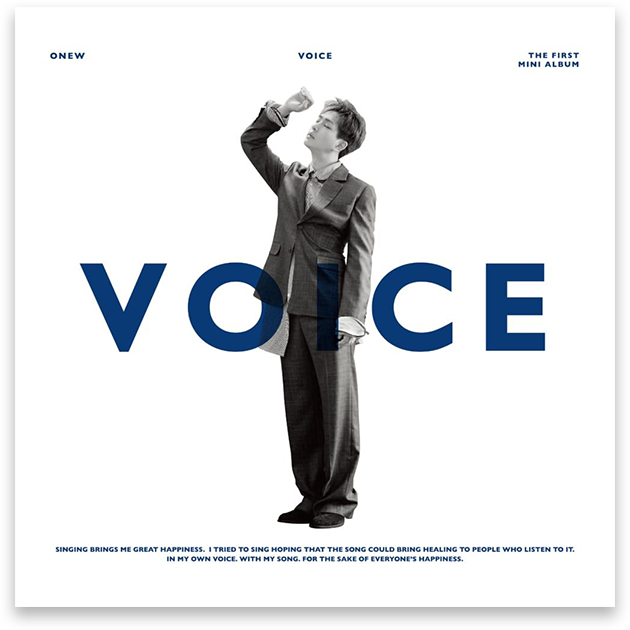 ONEW
VOICE
THE FIRST
MINI ALBUM
VOICE
SINGING BRINGS ME GREAT HAPPINESS. I TRIED TO SING HOPING THAT THE SONG COULD BRING HEALING TO PEOPLE WHO LISTEN TO IT.
IN MY OWN VOICE. WITH MY SONG. FOR THE SAKE OF EVERYONE'S HAPPINESS.